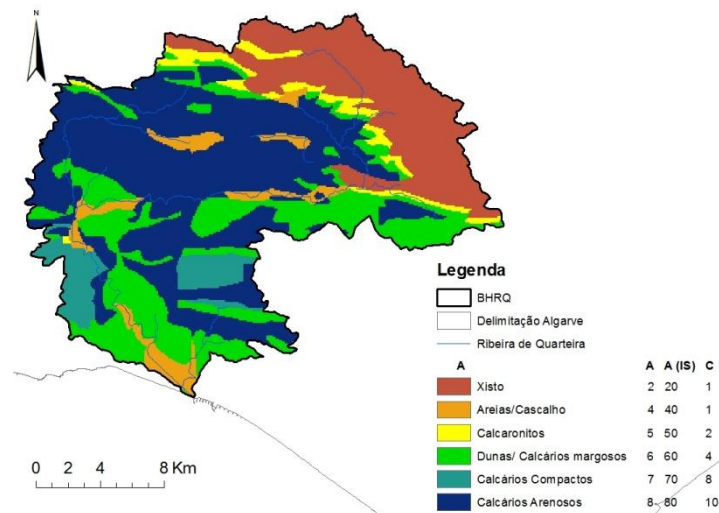 N
Legenda
BHRQ
Delimitação Algarve
Ribeira de Quarteira
A A A (IS) C
Xisto 2 20 1
Areias/Cascalho 4 40 1
Calcaronitos 5 50 2
Dunas/ Calcários margosos 6 60 4
Calcários Compactos 7 70 8
Calcários Arenosos 8 80 10
0 2 4 8 Km